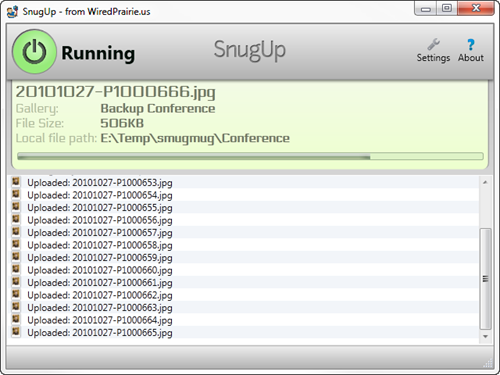 SnugUp - from WiredPrairie.us
Running
SnugUp
Settings
About
20101027-P1000666.jpg
Gallery: Backup Conference
File Size: 506KB
Local file path: E:\Temp\smugmug\Conference
Uploaded: 20101027-P1000653.jpg
Uploaded: 20101027-P1000654.jpg
Uploaded: 20101027-P1000655.jpg
Uploaded: 20101027-P1000656.jpg
Uploaded: 20101027-P1000657.jpg
Uploaded: 20101027-P1000658.jpg
Uploaded: 20101027-P1000659.jpg
Uploaded: 20101027-P1000660.jpg
Uploaded: 20101027-P1000661.jpg
Uploaded: 20101027-P1000662.jpg
Uploaded: 20101027-P1000663.jpg
Uploaded: 20101027-P1000664.jpg
Uploaded: 20101027-P1000665.jpg